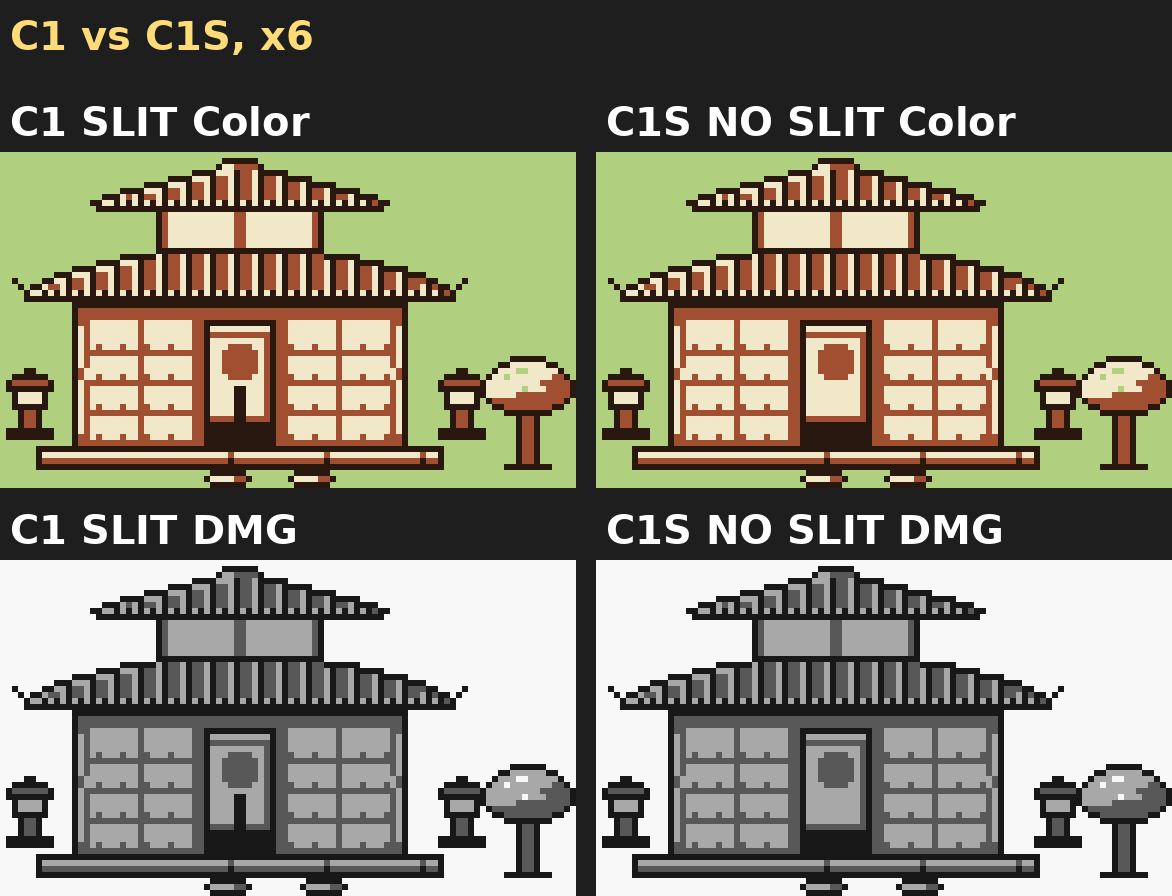 C1 vs C1S, x6
C1 SLIT Color
C1S NO SLIT Color
C1 SLIT DMG
C1S NO SLIT DMG